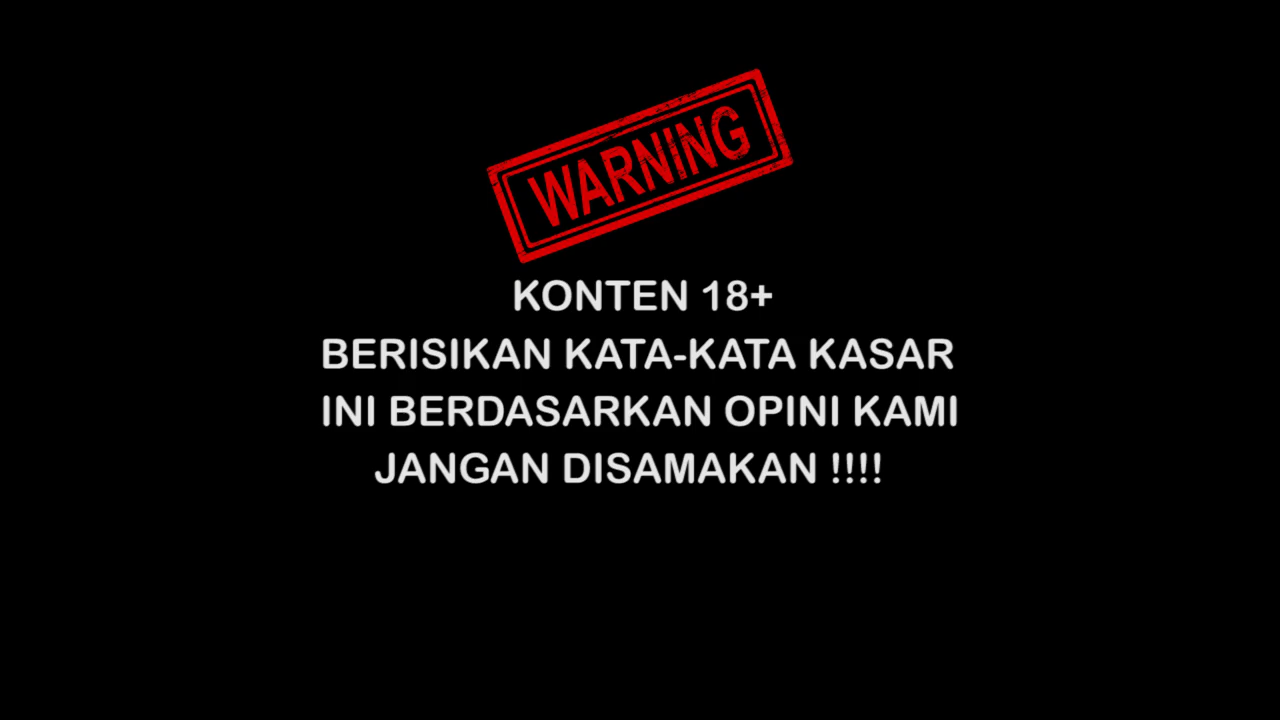 WARNING
KONTEN 18+
BERISIKAN KATA-KATA KASAR
INI BERDASARKAN OPINI KAMI
JANGAN DISAMAKAN !!!!